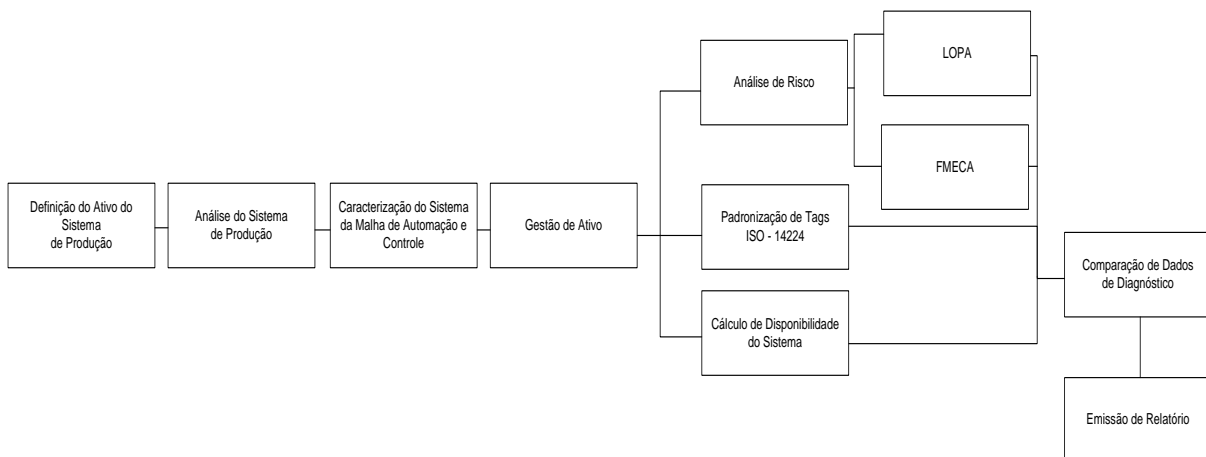 Definição do Ativo do
Sistema
de Produção
Análise do Sistema
de Produção
Caracterização do Sistema
da Malha de Automação e
Controle
Gestão de Ativo
Análise de Risco
LOPA
FMECA
Padronização de Tags
ISO - 14224
Cálculo de Disponibilidade
do Sistema
Comparação de Dados
de Diagnóstico
Emissão de Relatório